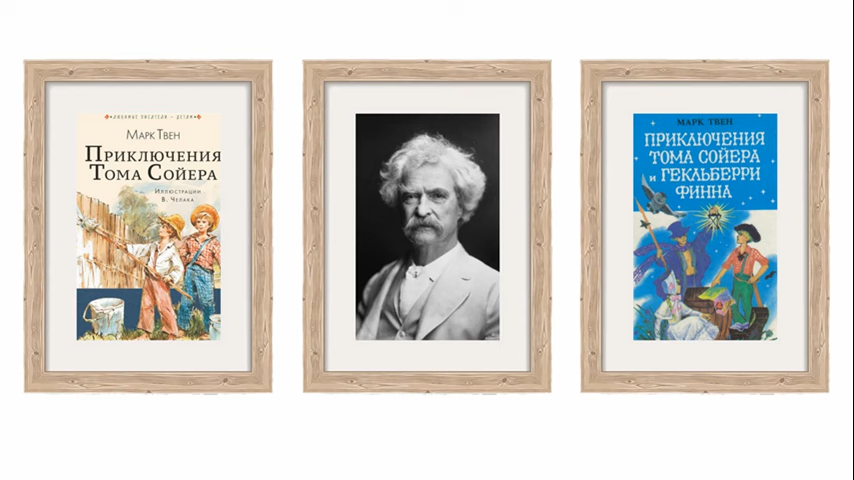 ЛЮБИМЫЕ ПИСАТЕЛИ — ДЕТЯМ
МАРК ТВЕН
ПРИКЛЮЧЕНИЯ
ТОМА СОЙЕРА
ИЛЛЮСТРАЦИИ
В. ЧЕЛАКА
МАРК ТВЕН
ПРИКЛЮЧЕНИЯ
ТОМА СОЙЕРА
И ГЕКЛЬБЕРРИ
ФИННА